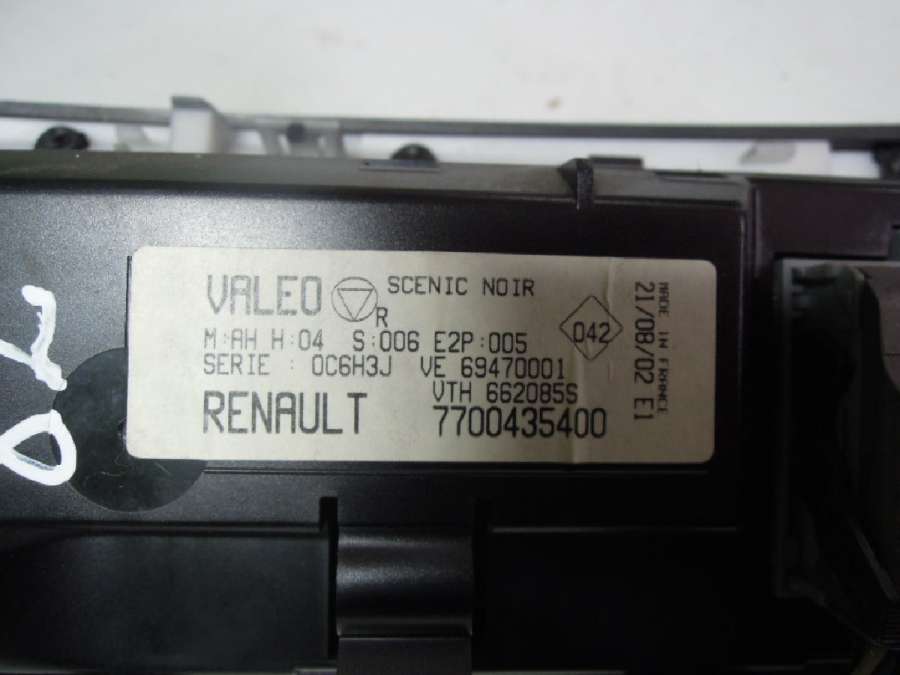 VALEO R SCENIC NOIR
M:AH H:04 S:006 E2P:005
042
SERIE : 0C6H3J VE 69470001
VTH 662085S
RENAULT 7700435400
MADE IN FRANCE
21/08/02 E1